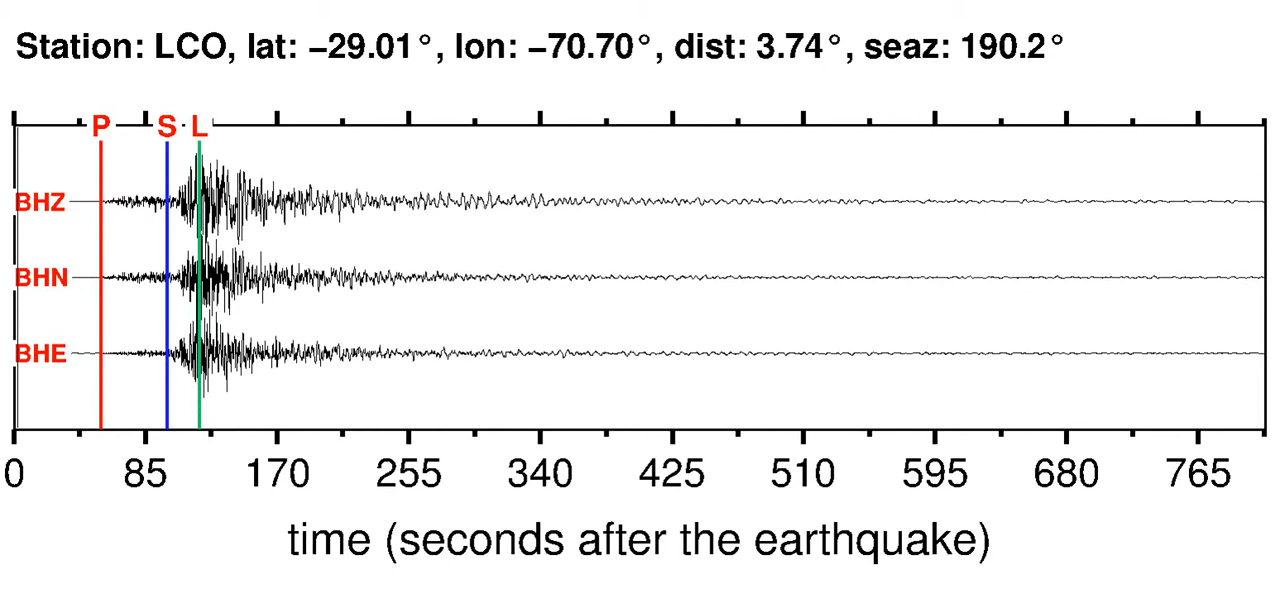 Station: LCO, lat: −29.01°, lon: −70.70°, dist: 3.74°, seaz: 190.2°
P S L
BHZ
BHN
BHE
0 85 170 255 340 425 510 595 680 765
time (seconds after the earthquake)